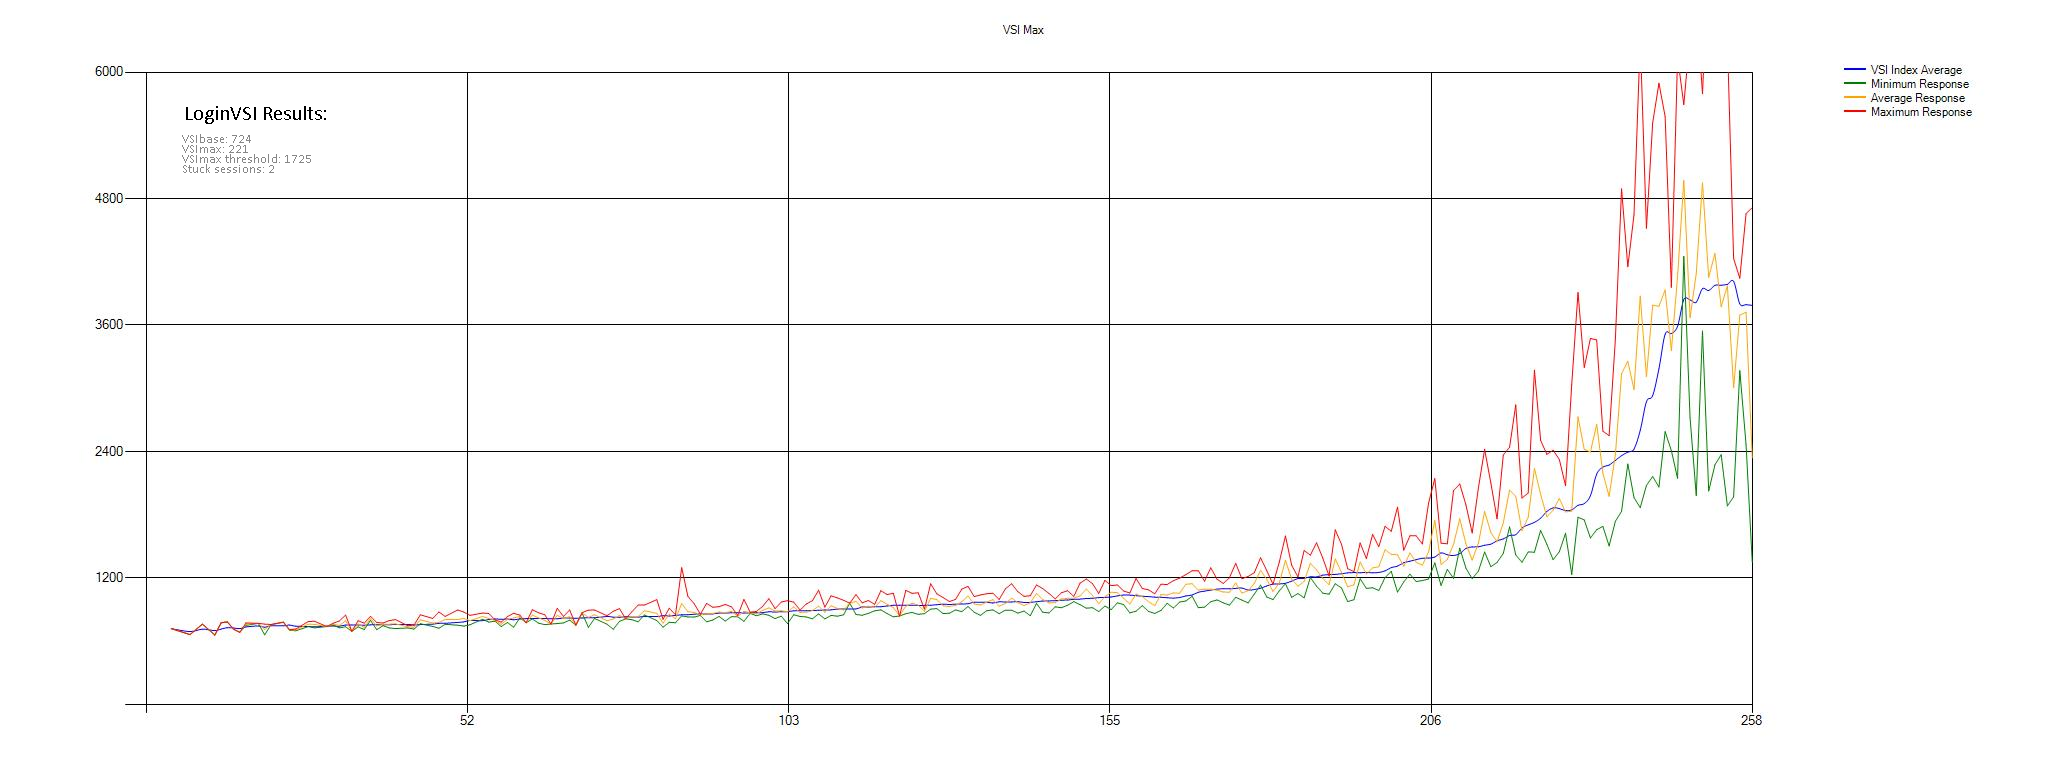 VSI Max
6000
4800
3600
2400
1200
LoginVSI Results:
VSIbase: 724
VSImax: 221
VSImax threshold: 1725
Stuck sessions: 2
VSI Index Average
Minimum Response
Average Response
Maximum Response
52
103
155
206
258